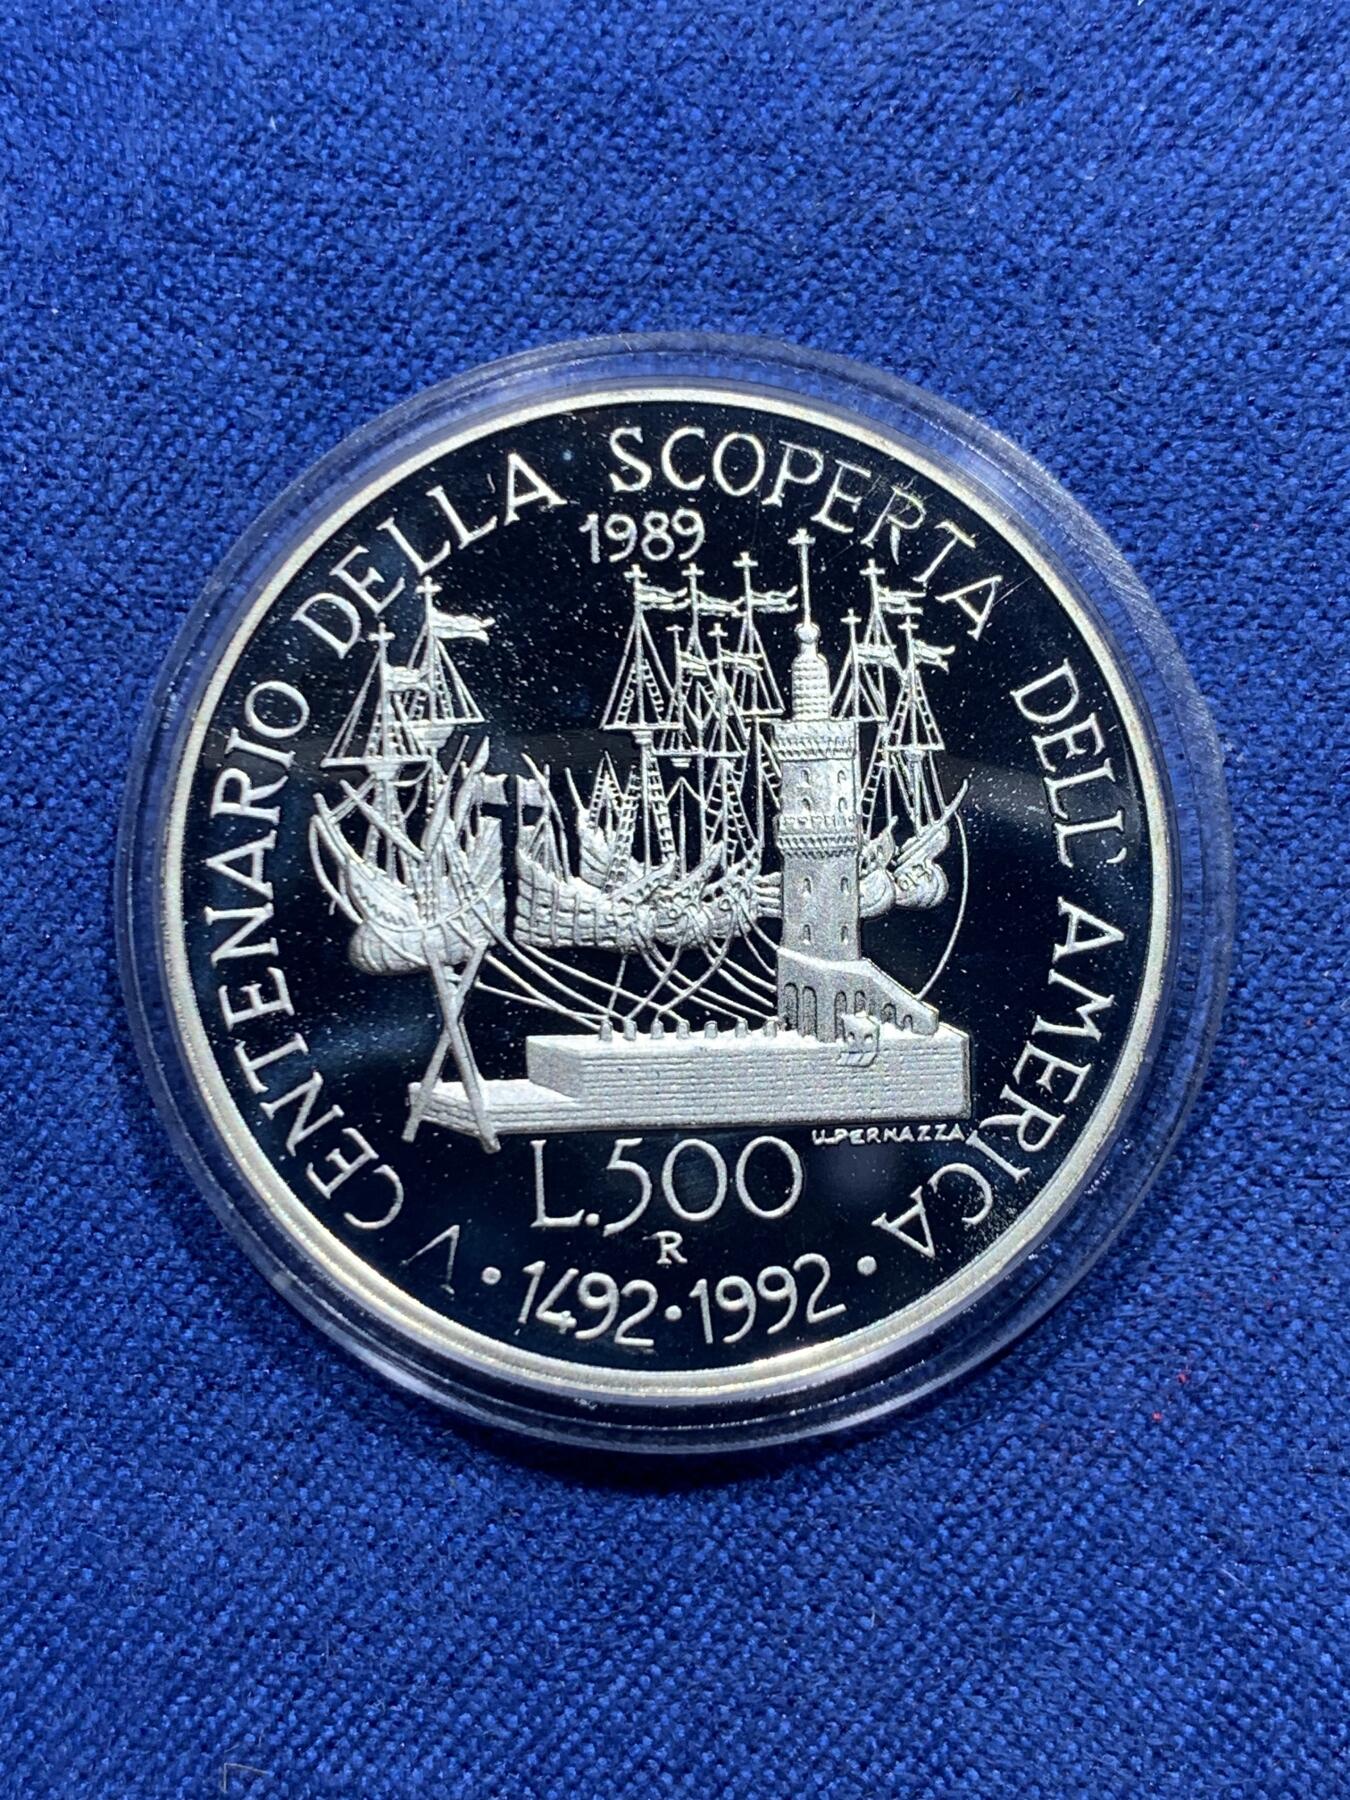 V CENTENARIO DELLA SCOPERTA DELL'AMERICA
1989
U.PERNAZZA
L.500
R
• 1492 • 1992 •